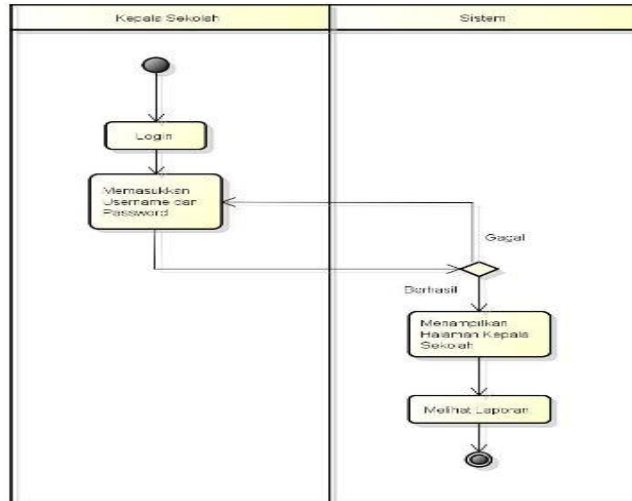 Kepala Sekolah
Sistem
Login
Memasukkan
Username dan
Password
Gagal
Berhasil
Menampilkan
Halaman Kepala
Sekolah
Melihat Laporan